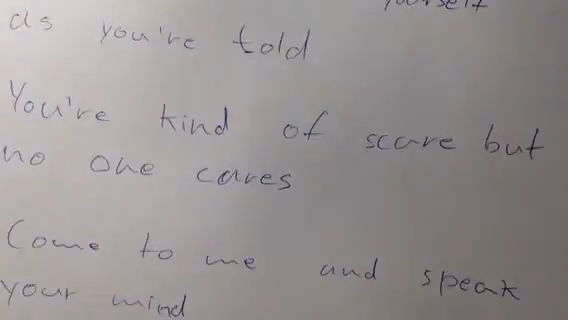 yourself
as you're told
You're kind of scare but
no one cares
Come to me and speak
your mind